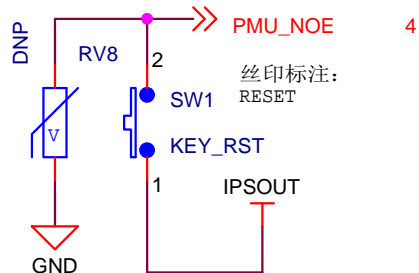 DNP
RV8
PMU_NOE
4
2
丝印标注：
RESET
SW1
V
KEY_RST
1
IPSOUT
GND